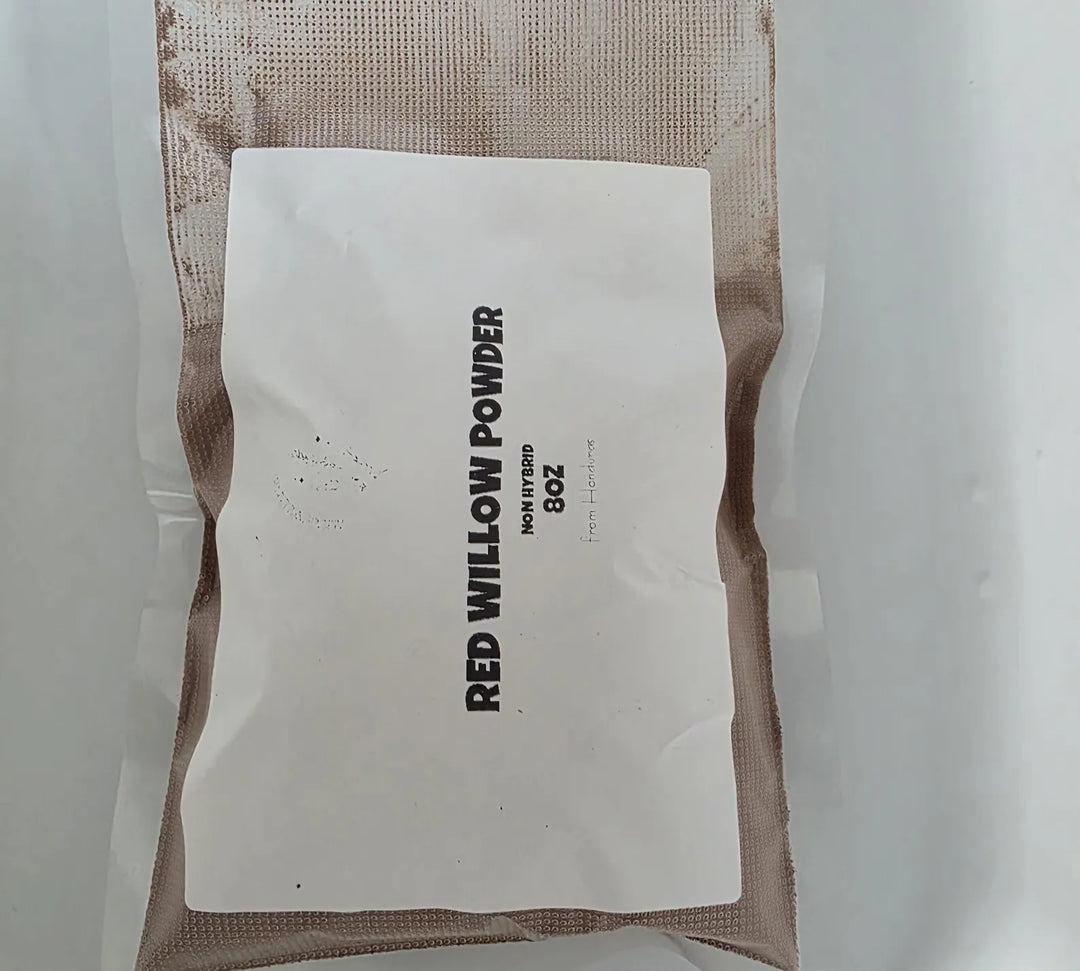 RED WILLOW POWDER
NON HYBRID
8OZ
from Honduras